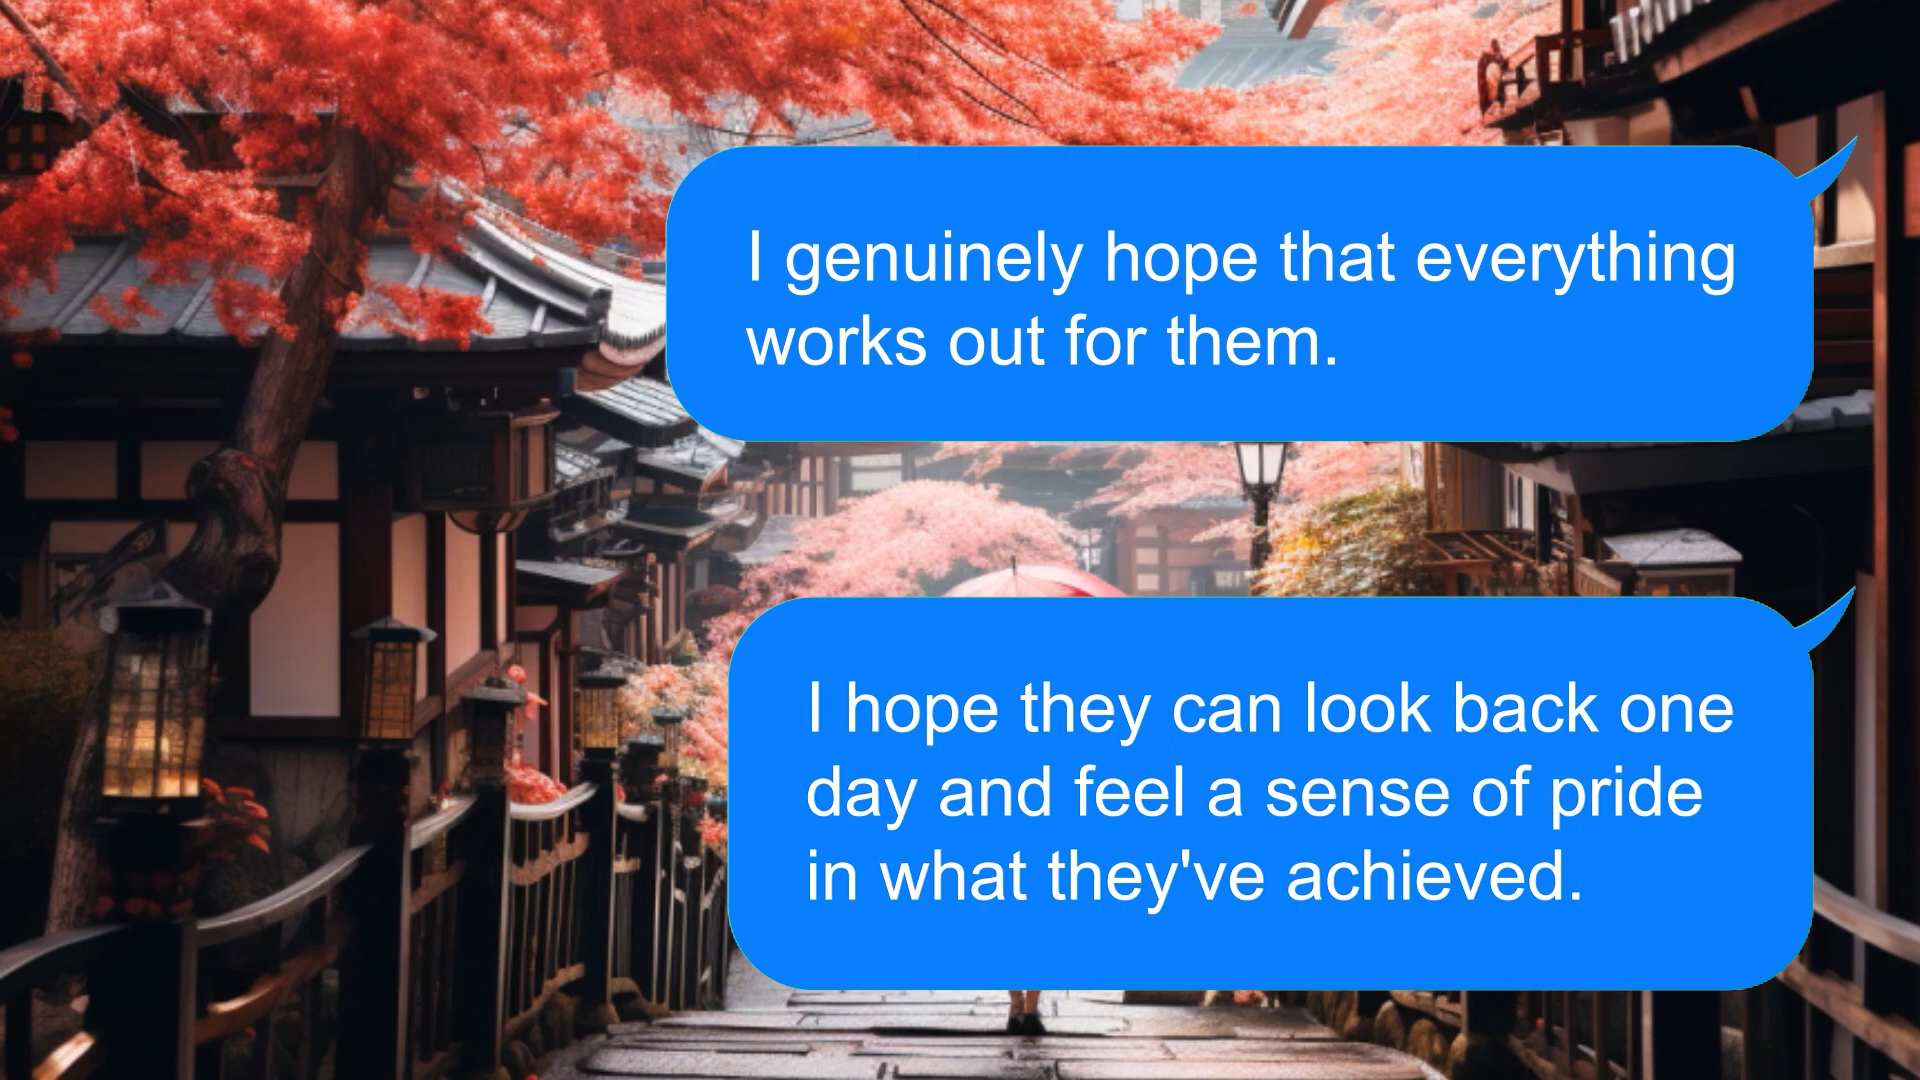 I genuinely hope that everything
works out for them.
I hope they can look back one
day and feel a sense of pride
in what they've achieved.